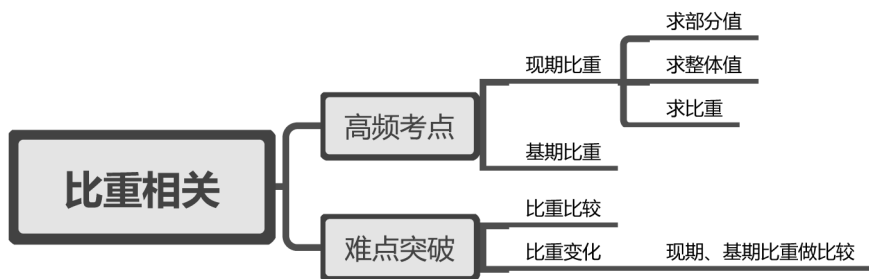 比重相关
高频考点
现期比重
求部分值
求整体值
求比重
基期比重
难点突破
比重比较
比重变化
现期、基期比重做比较